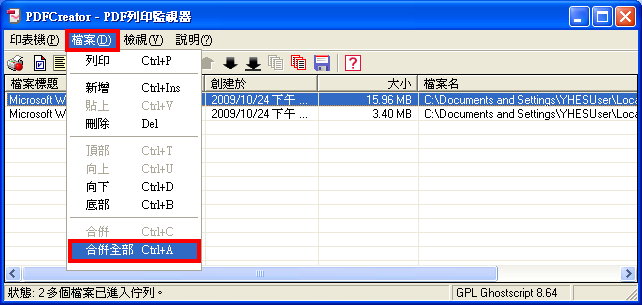 PDFCreator - PDF列印監視器
印表機(P) 檔案(D) 檢視(V) 說明(?)
檔案標題 創建於 大小 檔案名
Microsoft W 2009/10/24 下午 ... 15.96 MB C:\Documents and Settings\YHESUser\Loca
Microsoft W 2009/10/24 下午 ... 3.40 MB C:\Documents and Settings\YHESUser\Loca
列印 Ctrl+P
新增 Ctrl+Ins
貼上 Ctrl+V
刪除 Del
頂部 Ctrl+T
向上 Ctrl+U
向下 Ctrl+D
底部 Ctrl+B
合併 Ctrl+C
合併全部 Ctrl+A
狀態: 2 多個檔案已進入佇列。 GPL Ghostscript 8.64